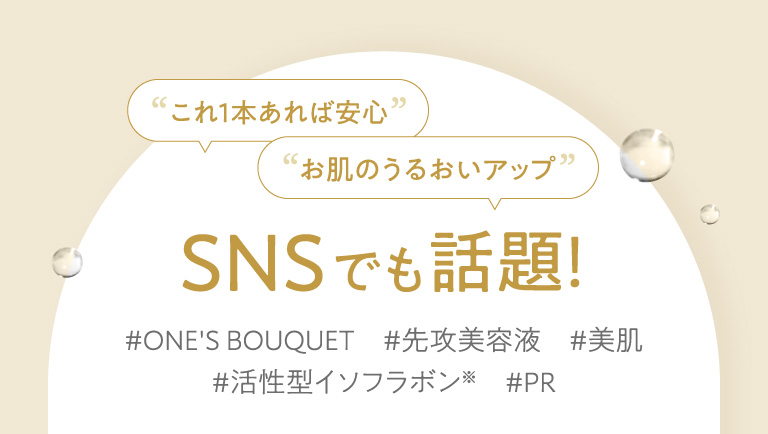 “これ1本あれば安心”
“お肌のうるおいアップ”
SNSでも話題!
#ONE'S BOUQUET #先攻美容液 #美肌
#活性型イソフラボン※ #PR